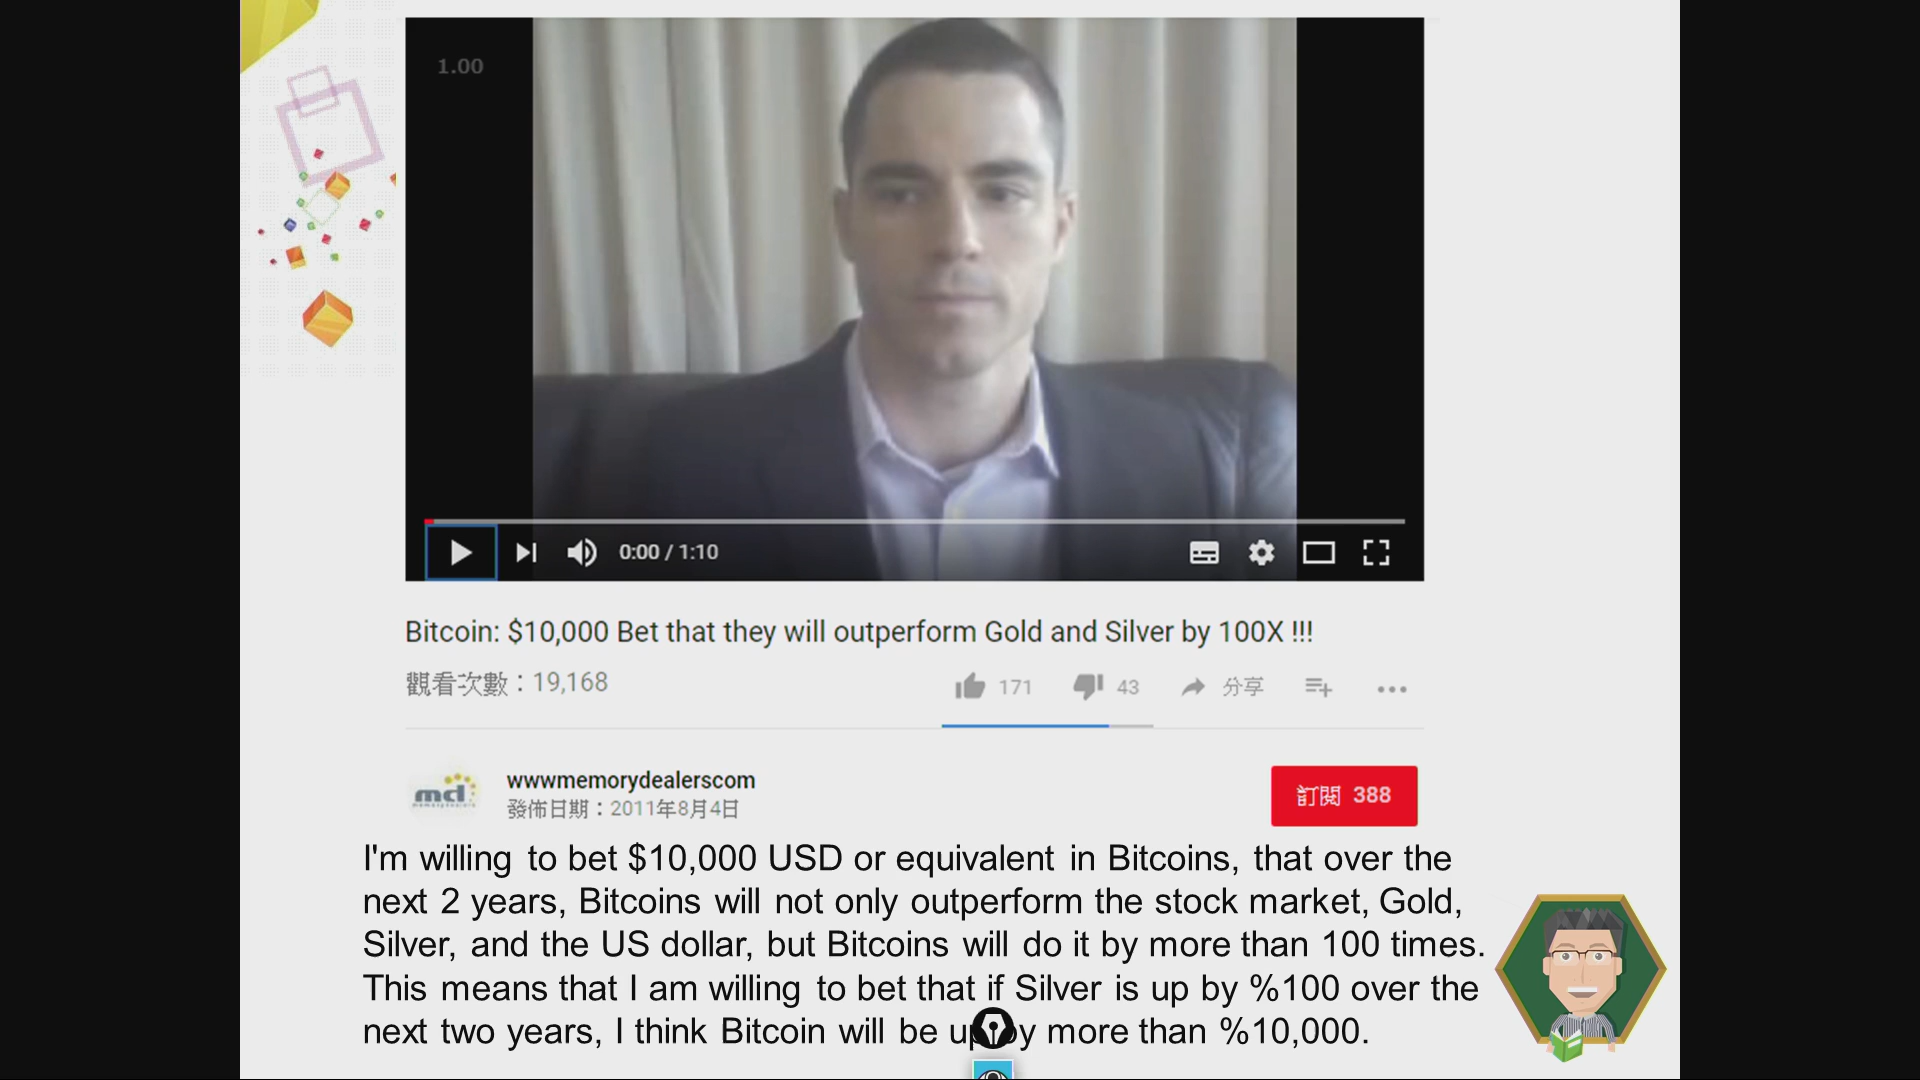 1.00
0:00 / 1:10
Bitcoin: $10,000 Bet that they will outperform Gold and Silver by 100X !!!
觀看次數：19,168
171 43 分享
md
wwwmemorydealerscom
發佈日期：2011年8月4日
訂閱 388
I'm willing to bet $10,000 USD or equivalent in Bitcoins, that over the
next 2 years, Bitcoins will not only outperform the stock market, Gold,
Silver, and the US dollar, but Bitcoins will do it by more than 100 times.
This means that I am willing to bet that if Silver is up by %100 over the
next two years, I think Bitcoin will be up by more than %10,000.